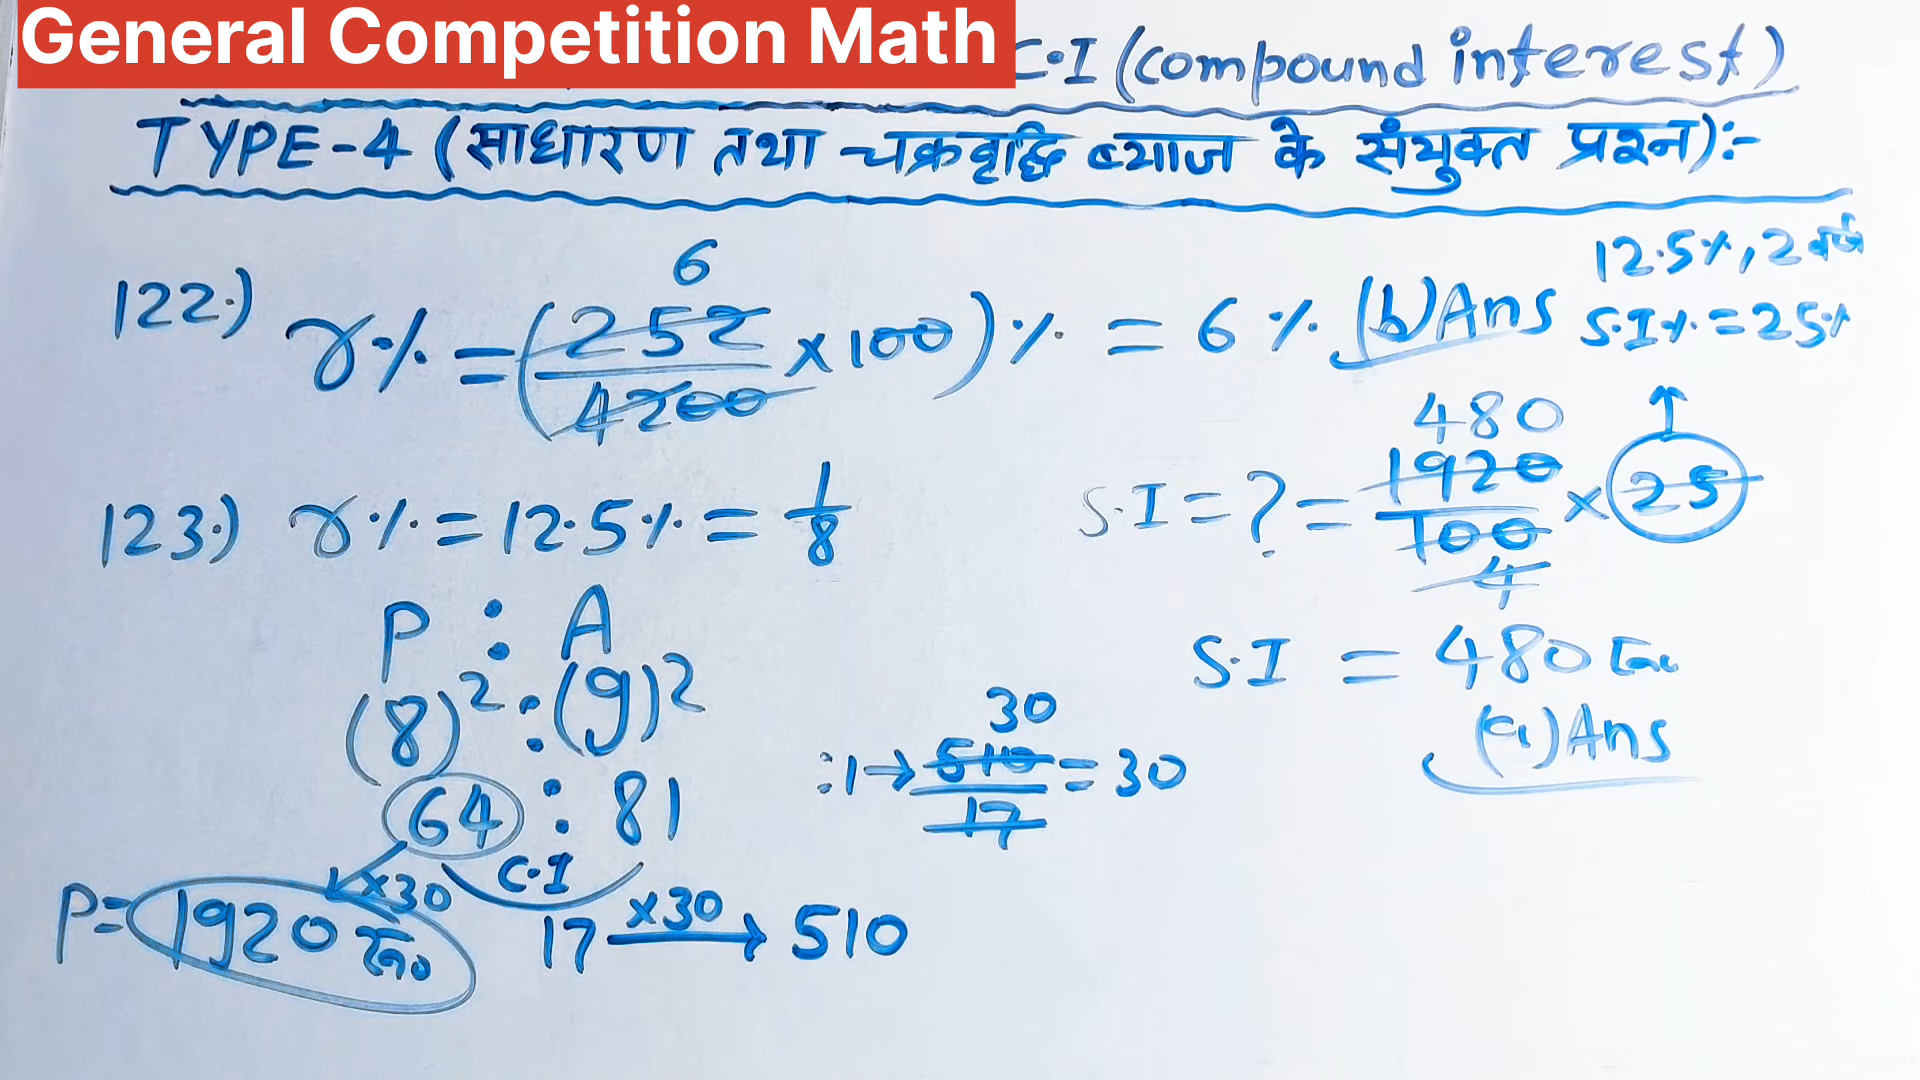 General Competition Math
C.I (compound interest)
TYPE-4 (साधारण तथा चक्रवृद्धि ब्याज के संयुक्त प्रश्न):-
122.) r% = (252/4200 × 100)% = 6% (b) Ans
6
12.5%, 2 वर्ष
S.I% = 25%
123.) r% = 12.5% = 1/8
S.I = ? = 1920/100 × 25
480
4
P : A
(8)² : (9)²
64 : 81
C.I
17 ×30 → 510
×30
P = 1920 रु०
∴ 1 → 510/17 = 30
30
S.I = 480 रु०
(a) Ans